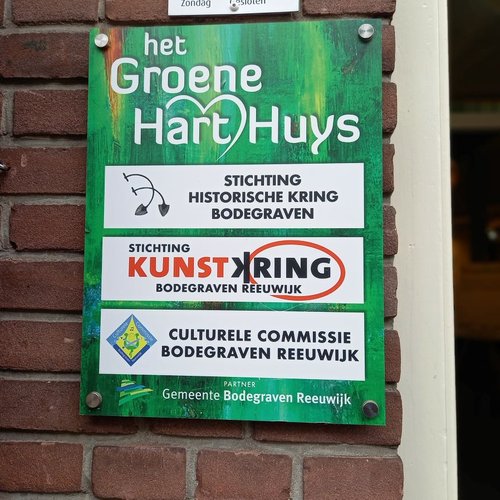 Zondag Gesloten
het
Groene
Hart Huys
STICHTING
HISTORISCHE KRING
BODEGRAVEN
STICHTING
KUNSTKRING
BODEGRAVEN REEUWIJK
CULTURELE COMMISSIE
BODEGRAVEN REEUWIJK
PARTNER
Gemeente Bodegraven Reeuwijk